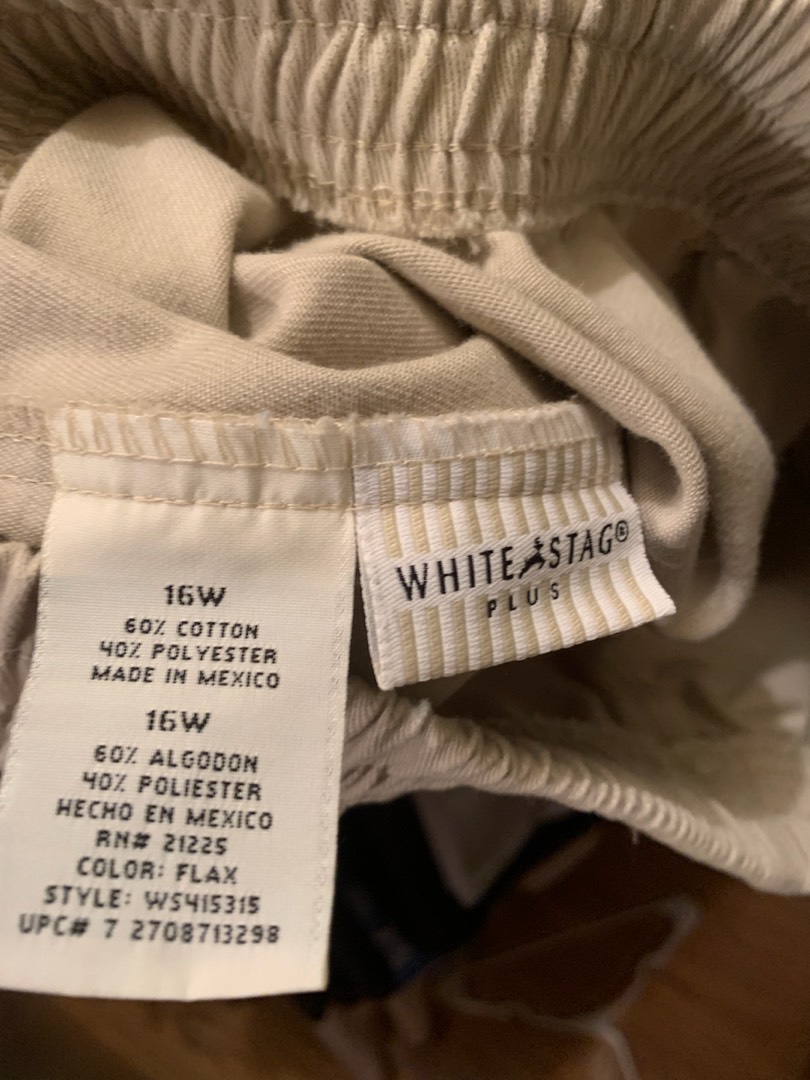 16W
60% COTTON
40% POLYESTER
MADE IN MEXICO
16W
60% ALGODON
40% POLIESTER
HECHO EN MEXICO
RN# 21225
COLOR: FLAX
STYLE: WS415315
UPC# 7 2708713298
WHITE STAG®
PLUS